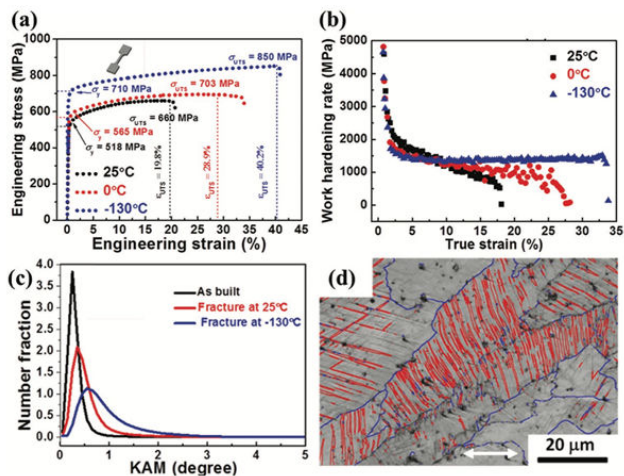 (a)
Engineering stress (MPa)
1000
800
600
400
200
0
σUTS = 850 MPa
σy = 710 MPa
σUTS = 703 MPa
σy = 565 MPa
σUTS = 660 MPa
σy = 518 MPa
25°C
0°C
-130°C
εUTS = 19.8%
εUTS = 28.9%
εUTS = 40.2%
0 5 10 15 20 25 30 35 40 45
Engineering strain (%)
(b)
Work hardening rate (MPa)
5000
4000
3000
2000
1000
0
25°C
0°C
-130°C
0 5 10 15 20 25 30 35
True strain (%)
(c)
Number fraction
4.0
3.5
3.0
2.5
2.0
1.5
1.0
0.5
0.0
As built
Fracture at 25°C
Fracture at -130°C
0 1 2 3 4 5
KAM (degree)
(d)
20 μm